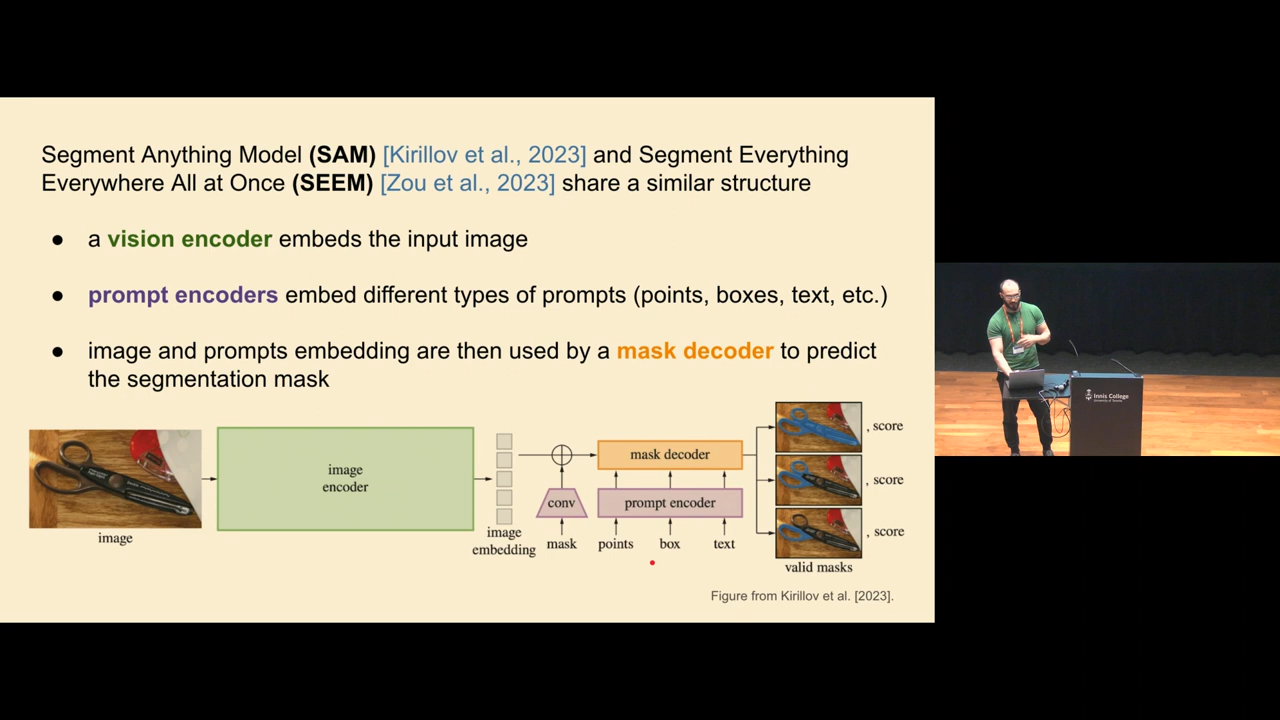 Segment Anything Model (SAM) [Kirillov et al., 2023] and Segment Everything
Everywhere All at Once (SEEM) [Zou et al., 2023] share a similar structure
● a vision encoder embeds the input image
● prompt encoders embed different types of prompts (points, boxes, text, etc.)
● image and prompts embedding are then used by a mask decoder to predict
the segmentation mask
image
image
encoder
image
embedding
mask
conv
points
box
text
prompt encoder
mask decoder
, score
, score
, score
valid masks
Figure from Kirillov et al. [2023].
Innis College
University of Toronto